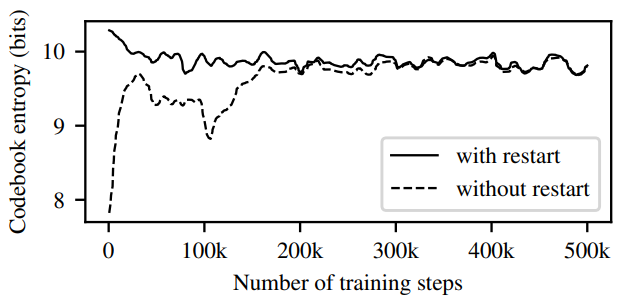 Codebook entropy (bits)
10
9
8
with restart
without restart
0
100k
200k
300k
400k
500k
Number of training steps